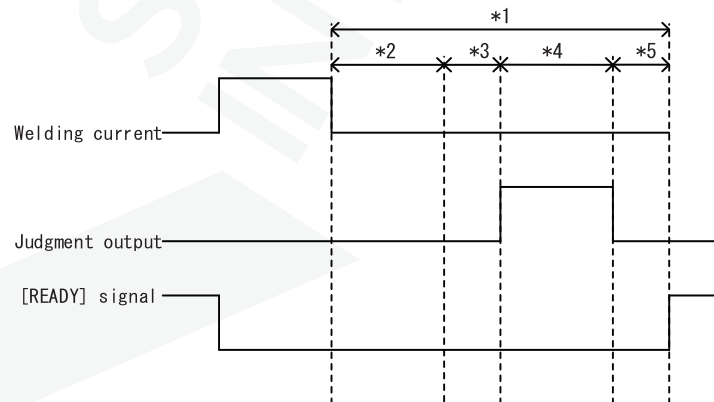 *1
*2 *3 *4 *5
Welding current
Judgment output
[READY] signal